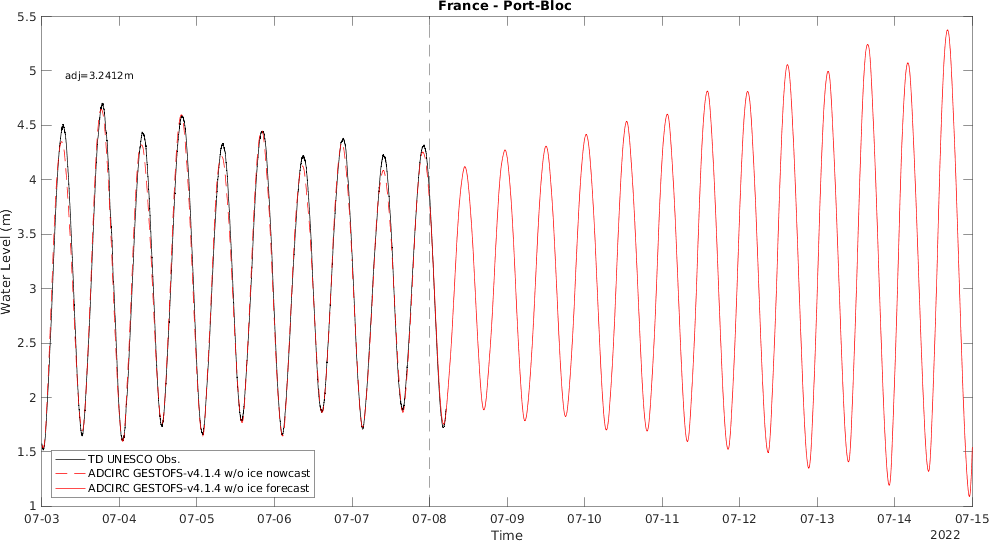 France - Port-Bloc
adj=3.2412m
5.5
5
4.5
4
3.5
3
2.5
2
1.5
1
Water Level (m)
TD UNESCO Obs.
ADCIRC GESTOFS-v4.1.4 w/o ice nowcast
ADCIRC GESTOFS-v4.1.4 w/o ice forecast
07-03 07-04 07-05 07-06 07-07 07-08 07-09 07-10 07-11 07-12 07-13 07-14 07-15
Time
2022